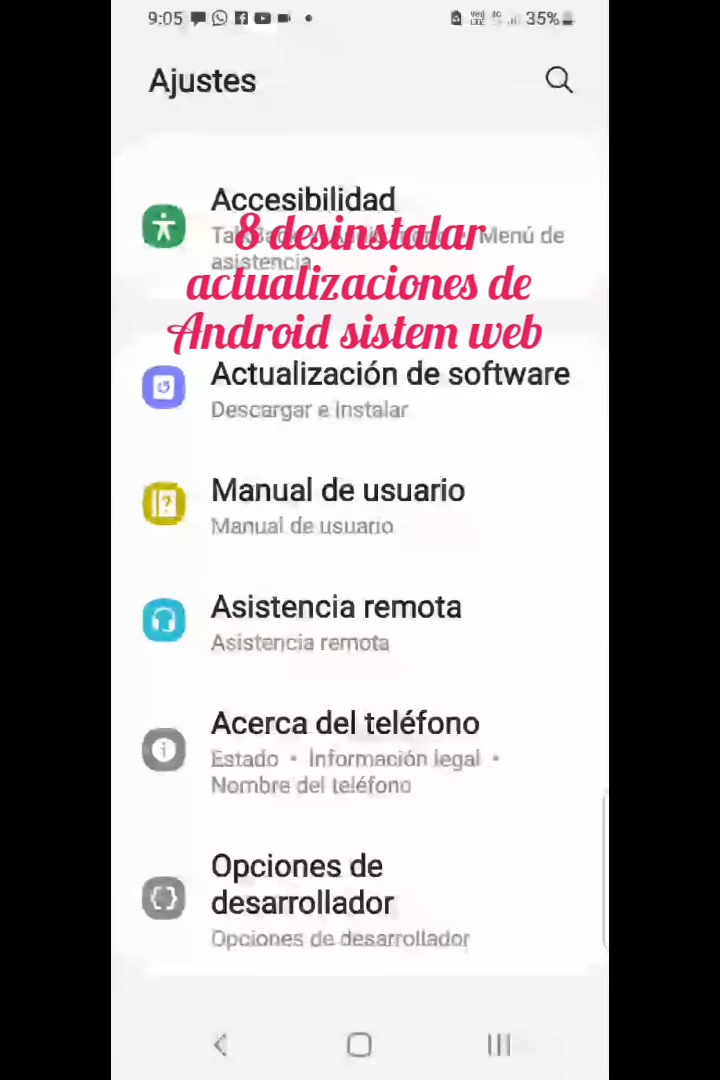 9:05
35%
Ajustes
Accesibilidad
Menú de
asistencia
8 desinstalar
actualizaciones de
Android sistem web
Actualización de software
Descargar e instalar
Manual de usuario
Manual de usuario
Asistencia remota
Asistencia remota
Acerca del teléfono
Estado • Información legal •
Nombre del teléfono
Opciones de
desarrollador
Opciones de desarrollador